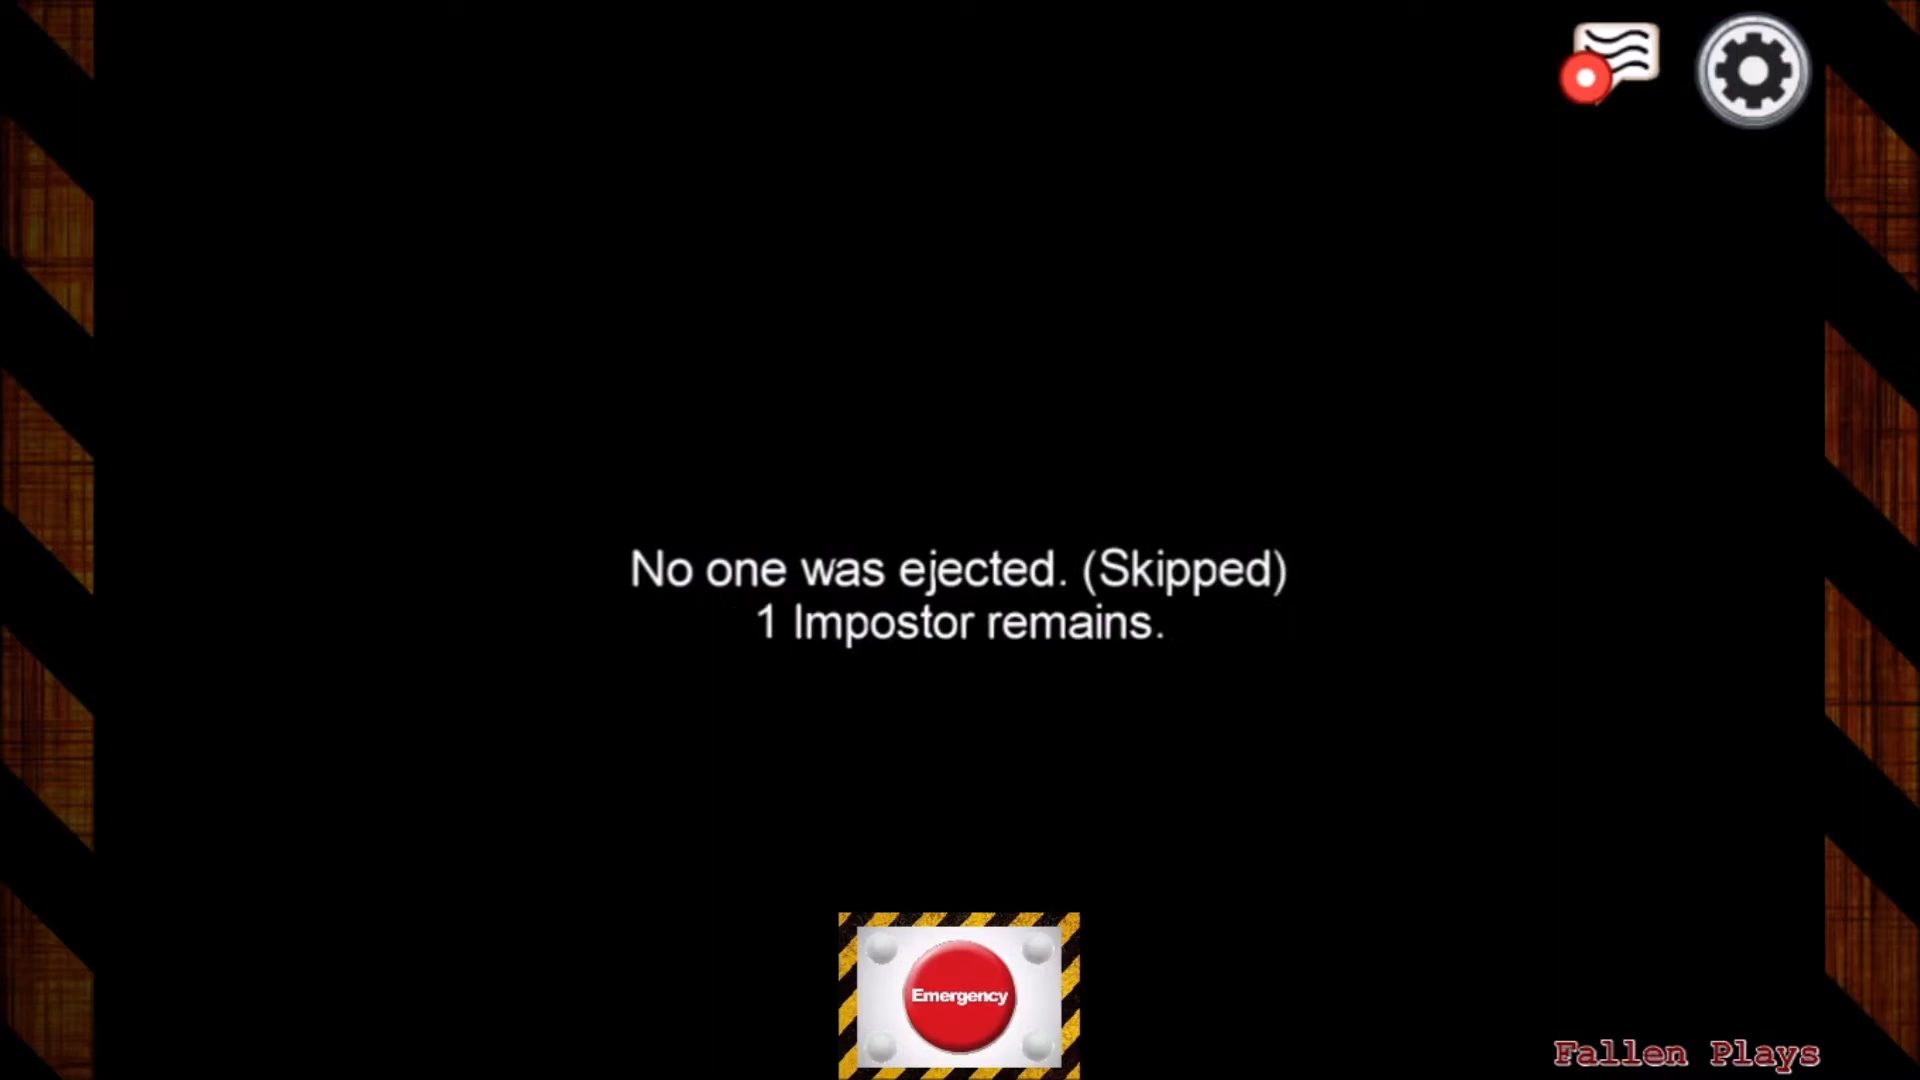 No one was ejected. (Skipped)
1 Impostor remains.
Emergency
Fallen Plays